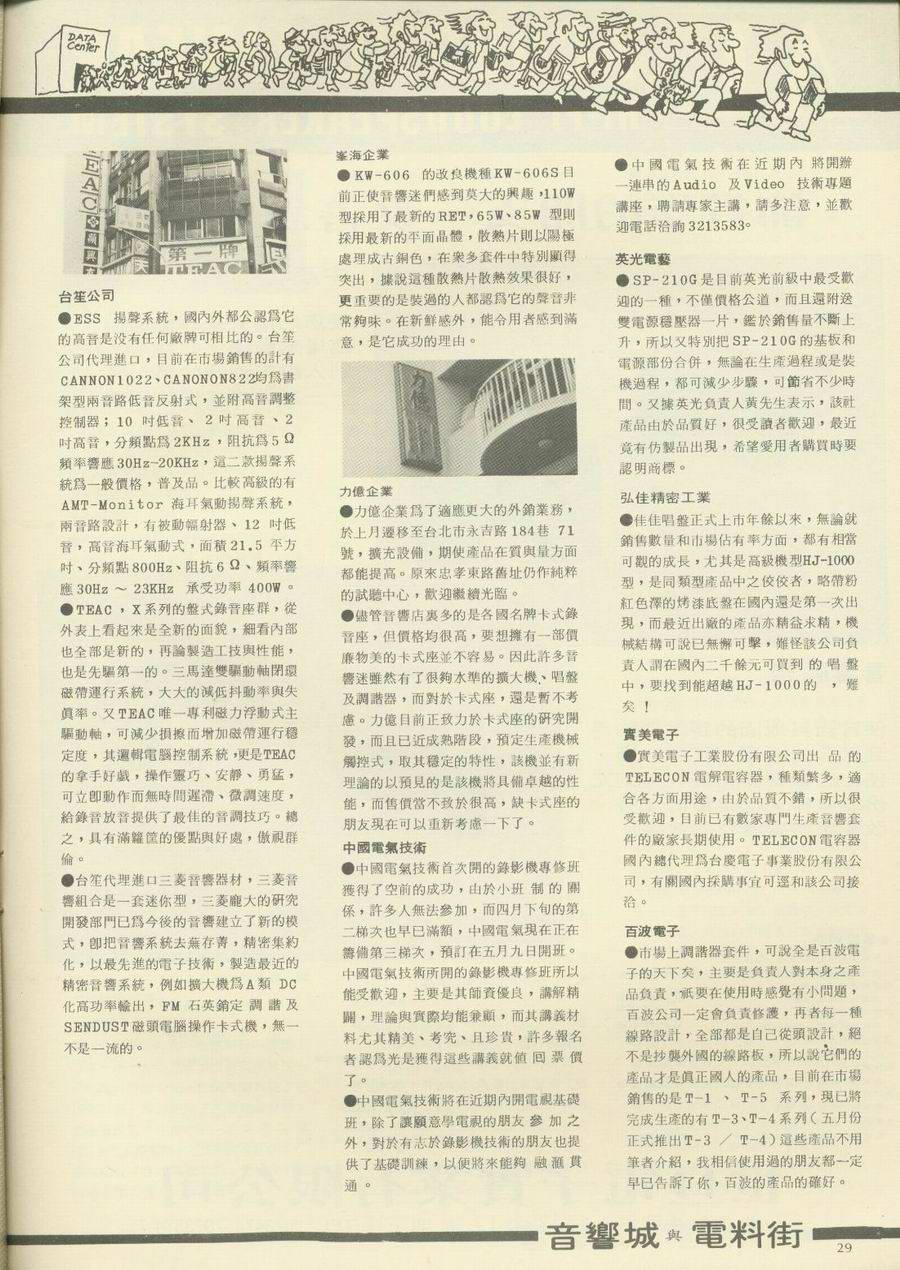 DATA
Center
TEAC
第一牌
TEAC
台笙公司
●ESS 揚聲系統，國內外都公認爲它
的高音是沒有任何廠牌可相比的。台笙
公司代理進口，目前在市場銷售的計有
CANNON1022、CANONON822均爲書
架型兩音路低音反射式，並附高音調整
控制器；10 吋低音、 2 吋高音、2
吋高音，分頻點爲2KHz，阻抗爲5 Ω
頻率響應30Hz-20KHz，這二款揚聲系
統爲一般價格，普及品。比較高級的有
AMT-Monitor 海耳氣動揚聲系統，
兩音路設計，有被動幅射器、12 吋低
音，高音海耳氣動式，面積21.5 平方
吋、分頻點800Hz、阻抗6 Ω、頻率響
應30Hz ～ 23KHz 承受功率 400W。
●TEAC，X系列的盤式錄音座群，從
外表上看起來是全新的面貌，細看內部
也全部是新的，再論製造工技與性能，
也是先驅第一的。三馬達雙驅動軸閉環
磁帶運行系統，大大的減低抖動率與失
眞率。又TEAC唯一專利磁力浮動式主
驅動軸，可減少損擦而增加磁帶運行穩
定度，其邏輯電腦控制系統，更是TEAC
的拿手好戲，操作靈巧、安靜、勇猛，
可立卽動作而無時間遲滯、微調速度，
給錄音放音提供了最佳的音調技巧。總
之，具有滿籮筐的優點與好處，傲視群
倫。
●台笙代理進口三菱音響器材，三菱音
響組合是一套迷你型，三菱龐大的研究
開發部門已爲今後的音響建立了新的模
式，卽把音響系統去蕪存菁，精密集約
化，以最先進的電子技術，製造最近的
精密音響系統，例如擴大機爲A類 DC
化高功率輸出，FM 石英鎖定 調 諧 及
SENDUST磁頭電腦操作卡式機，無一
不是一流的。
峯海企業
●KW-606 的改良機種KW-606S目
前正使音響迷們感到莫大的興趣，110W
型採用了最新的RET，65W、85W 型則
採用最新的平面晶體，散熱片則以陽極
處理成古銅色，在衆多套件中特別顯得
突出，據說這種散熱片散熱效果很好，
更重要的是裝過的人都認爲它的聲音非
常夠味。在新鮮感外，能令用者感到滿
意，是它成功的理由。
力億
力億企業
●力億企業爲了適應更大的外銷業務，
於上月遷移至台北市永吉路184巷 71
號，擴充設備，期使產品在質與量方面
都能提高。原來忠孝東路舊址仍作純粹
的試聽中心，歡迎繼續光臨。
●儘管音響店裏多的是各國名牌卡式錄
音座，但價格均很高，要想擁有一部價
廉物美的卡式座並不容易。因此許多音
響迷雖然有了很夠水準的擴大機、唱盤
及調諧器，而對於卡式座，還是暫不考
慮。力億目前正致力於卡式座的研究開
發，而且已近成熟階段，預定生產機械
觸控式，取其穩定的特性，該機並有新
理論的以預見的是該機將具備卓越的性
能，而售價當不致於很高，缺卡式座的
朋友現在可以重新考慮一下了。
中國電氣技術
●中國電氣技術首次開的錄影機專修班
獲得了空前的成功，由於小班 制 的 關
係，許多人無法參加，而四月下旬的第
二梯次也早已滿額，中國電氣現在正在
籌備第三梯次，預訂在五月九日開班。
中國電氣技術所開的錄影機專修班所以
能受歡迎，主要是其師資優良，講解精
闢，理論與實際均能兼顧，而其講義材
料尤其精美、考究、且珍貴，許多報名
者認爲光是獲得這些講義就値 回 票 價
了。
●中國電氣技術將在近期內開電視基礎
班，除了讓願意學電視的朋友 參 加 之
外，對於有志於錄影機技術的朋友也提
供了基礎訓練，以便將來能夠 融 滙 貫
通 。
●中 國 電 氣 技 術 在 近 期 內 將開辦
一連串的Audio 及Video 技術專題
講座，聘請專家主講，請多注意，並歡
迎電話洽詢3213583。
英光電藝
●SP-210G是目前英光前級中最受歡
迎的一種，不僅價格公道，而且還附送
雙電源穩壓器一片，鑑於銷售量不斷上
升，所以又特別把SP-210G的基板和
電源部份合併，無論在生產過程或是裝
機過程，都可減少步驟，可節省不少時
間。又據英光負責人黃先生表示，該社
產品由於品質好，很受讀者歡迎，最近
竟有仿製品出現，希望愛用者購買時要
認明商標。
弘佳精密工業
●佳佳唱盤正式上市年餘以來，無論就
銷售數量和市場佔有率方面，都有相當
可觀的成長，尤其是高級機型HJ-1000
型，是同類型產品中之佼佼者，略帶粉
紅色澤的烤漆底盤在國內還是第一次出
現，而最近出廠的產品亦精益求精，機
械結構可說已無懈可擊，難怪該公司負
責人謂在國內二千餘元可買到 的 唱 盤
中，要找到能超越HJ-1000的 ，難
矣！
實美電子
●實美電子工業股份有限公司出 品 的
TELECON電解電容器，種類繁多，適
合各方面用途，由於品質不錯，所以很
受歡迎，目前已有數家專門生產音響套
件的廠家長期使用。TELECON電容器
國內總代理爲台慶電子事業股份有限公
司，有關國內採購事宜可逕和該公司接
洽。
百波電子
●市場上調諧器套件，可說全是百波電
子的天下矣，主要是負責人對本身之產
品負責，祇要在使用時感覺有小問題，
百波公司一定會負責修護，再者每一種
線路設計，全部都是自己從頭設計，絕
不是抄襲外國的線路板，所以說它們的
產品才是眞正國人的產品，目前在市場
銷售的是T-1 、 T-5 系列，現已將
完成生產的有T-3、T-4系列（五月份
正式推出T-3 ／ T-4）這些產品不用
筆者介紹，我相信使用過的朋友都一定
早已告訴了你，百波的產品的確好。
音響城與電料街
29